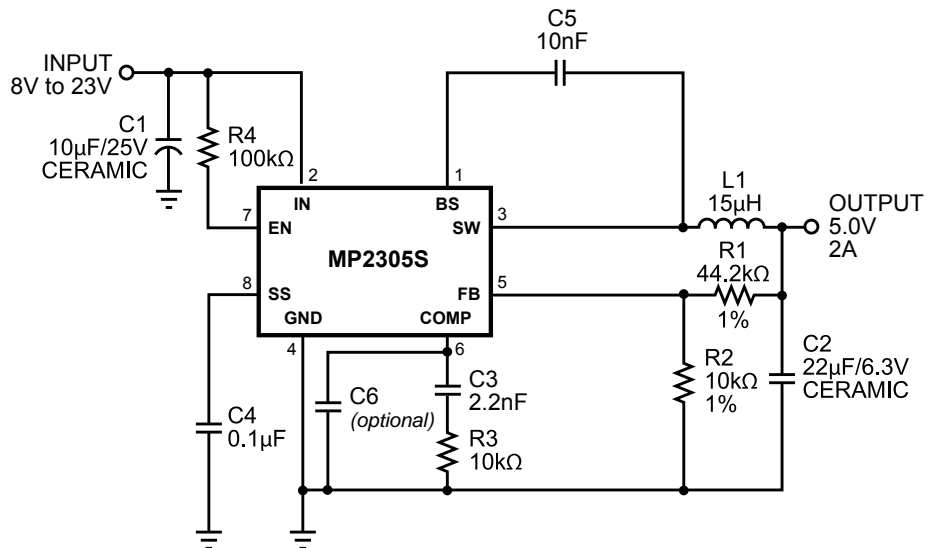 C5
10nF
INPUT
8V to 23V
C1
10µF/25V
CERAMIC
R4
100kΩ
2
1
IN
BS
L1
15µH
OUTPUT
5.0V
2A
7
EN
SW
3
MP2305S
R1
44.2kΩ
1%
8
SS
FB
5
GND
COMP
4
6
C2
22µF/6.3V
CERAMIC
R2
10kΩ
1%
C3
2.2nF
C6
(optional)
C4
0.1µF
R3
10kΩ